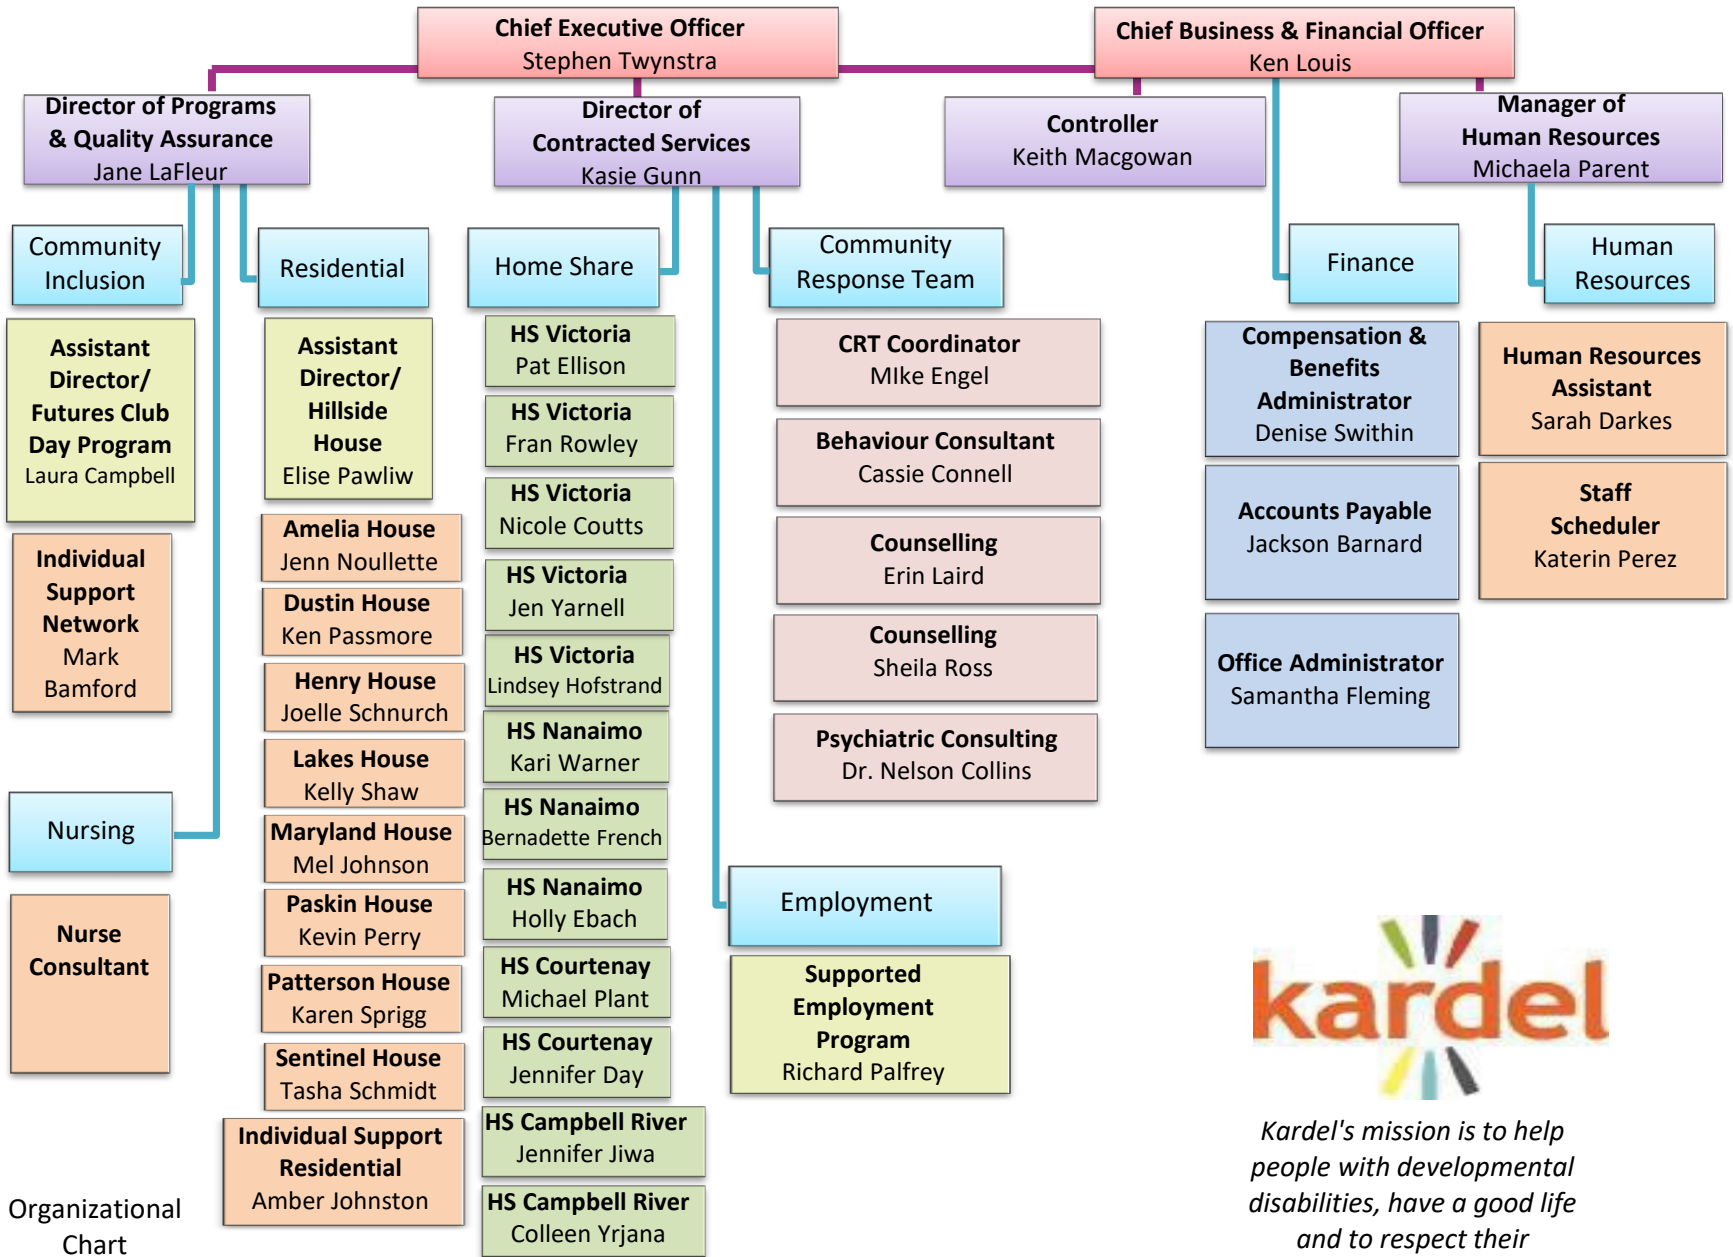 Chief Executive Officer
Stephen Twynstra
Chief Business & Financial Officer
Ken Louis
Director of Programs
& Quality Assurance
Jane LaFleur
Director of
Contracted Services
Kasie Gunn
Controller
Keith Macgowan
Manager of
Human Resources
Michaela Parent
Community
Inclusion
Residential
Home Share
Community
Response Team
Finance
Human
Resources
Assistant
Director/
Futures Club
Day Program
Laura Campbell
Individual
Support
Network
Mark
Bamford
Nursing
Nurse
Consultant
Assistant
Director/
Hillside
House
Elise Pawliw
Amelia House
Jenn Noullette
Dustin House
Ken Passmore
Henry House
Joelle Schnurch
Lakes House
Kelly Shaw
Maryland House
Mel Johnson
Paskin House
Kevin Perry
Patterson House
Karen Sprigg
Sentinel House
Tasha Schmidt
Individual Support
Residential
Amber Johnston
HS Victoria
Pat Ellison
HS Victoria
Fran Rowley
HS Victoria
Nicole Coutts
HS Victoria
Jen Yarnell
HS Victoria
Lindsey Hofstrand
HS Nanaimo
Kari Warner
HS Nanaimo
Bernadette French
HS Nanaimo
Holly Ebach
HS Courtenay
Michael Plant
HS Courtenay
Jennifer Day
HS Campbell River
Jennifer Jiwa
HS Campbell River
Colleen Yrjana
CRT Coordinator
MIke Engel
Behaviour Consultant
Cassie Connell
Counselling
Erin Laird
Counselling
Sheila Ross
Psychiatric Consulting
Dr. Nelson Collins
Employment
Supported
Employment
Program
Richard Palfrey
Compensation &
Benefits
Administrator
Denise Swithin
Accounts Payable
Jackson Barnard
Office Administrator
Samantha Fleming
Human Resources
Assistant
Sarah Darkes
Staff
Scheduler
Katerin Perez
kardel
Kardel's mission is to help
people with developmental
disabilities, have a good life
and to respect their
Organizational
Chart